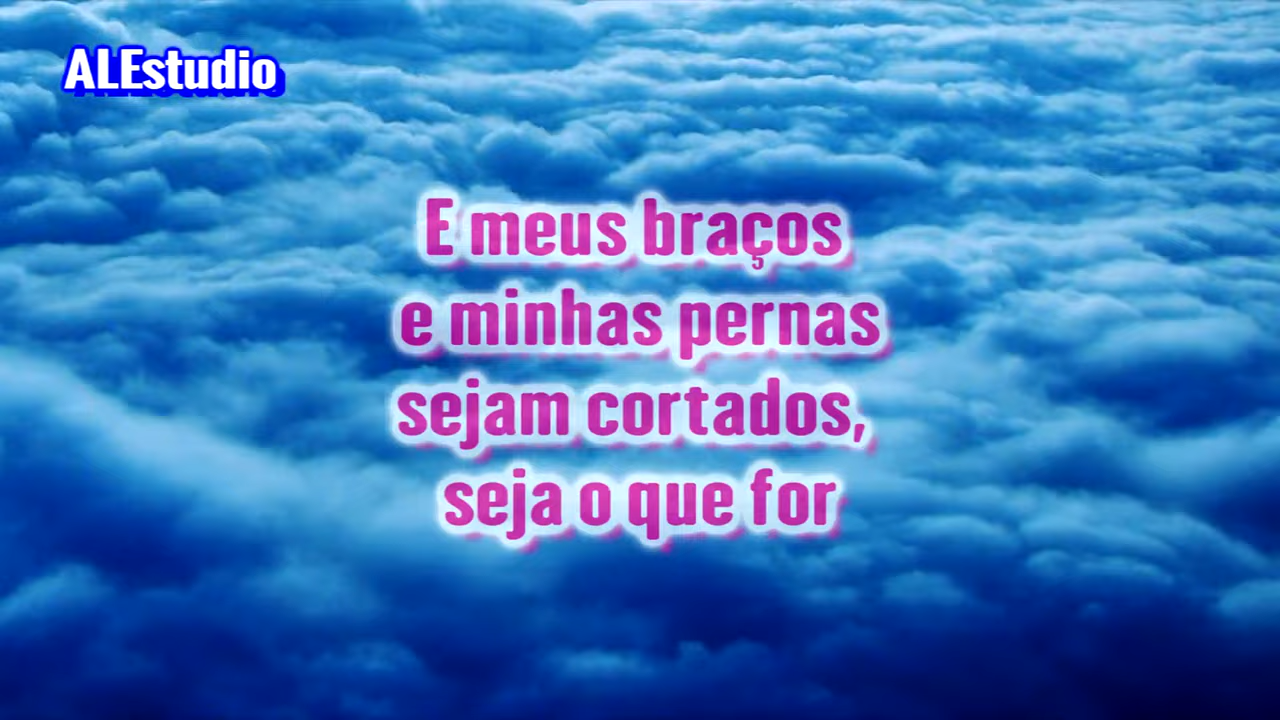 ALEstudio
E meus braços
e minhas pernas
sejam cortados,
seja o que for